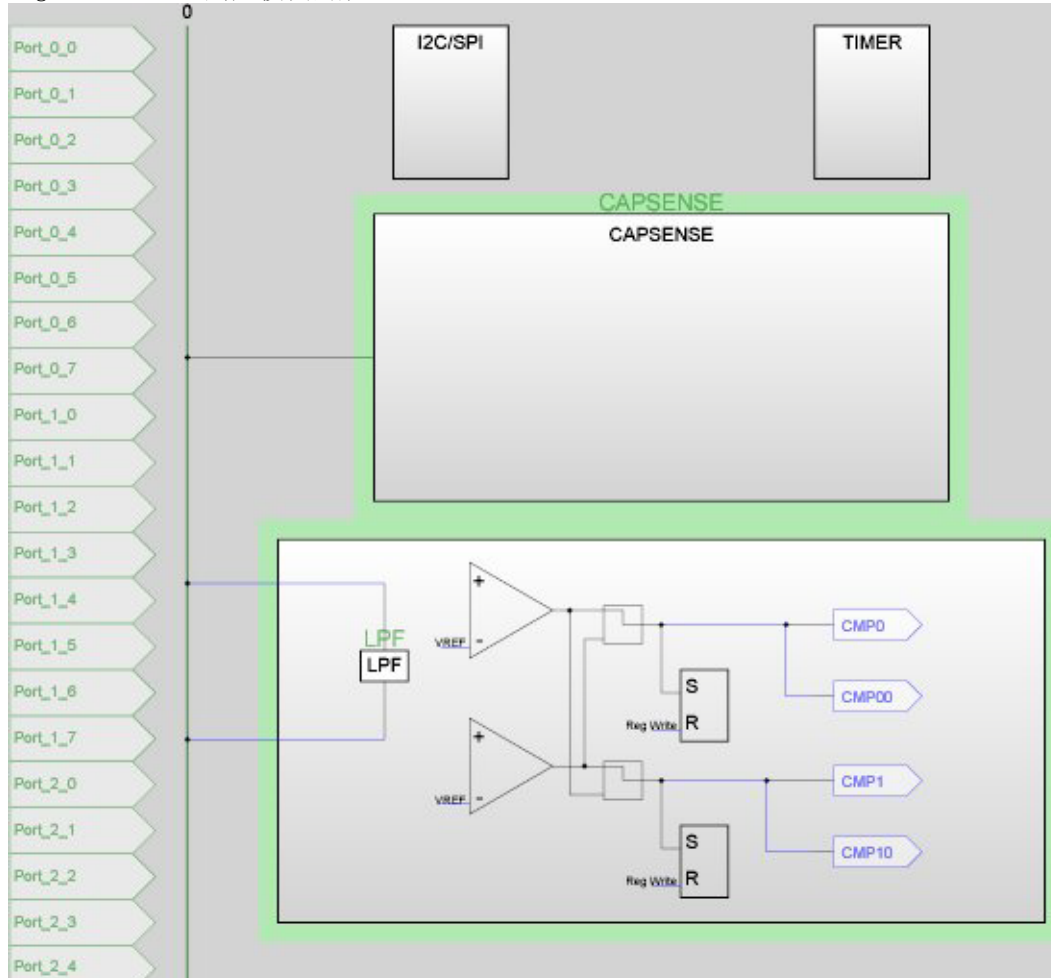 0
Port_0_0
Port_0_1
Port_0_2
Port_0_3
Port_0_4
Port_0_5
Port_0_6
Port_0_7
Port_1_0
Port_1_1
Port_1_2
Port_1_3
Port_1_4
Port_1_5
Port_1_6
Port_1_7
Port_2_0
Port_2_1
Port_2_2
Port_2_3
Port_2_4
I2C/SPI
TIMER
CAPSENSE
CAPSENSE
LPF
LPF
+
VREF -
S
Reg Write R
CMP0
CMP00
+
VREF -
S
Reg Write R
CMP1
CMP10